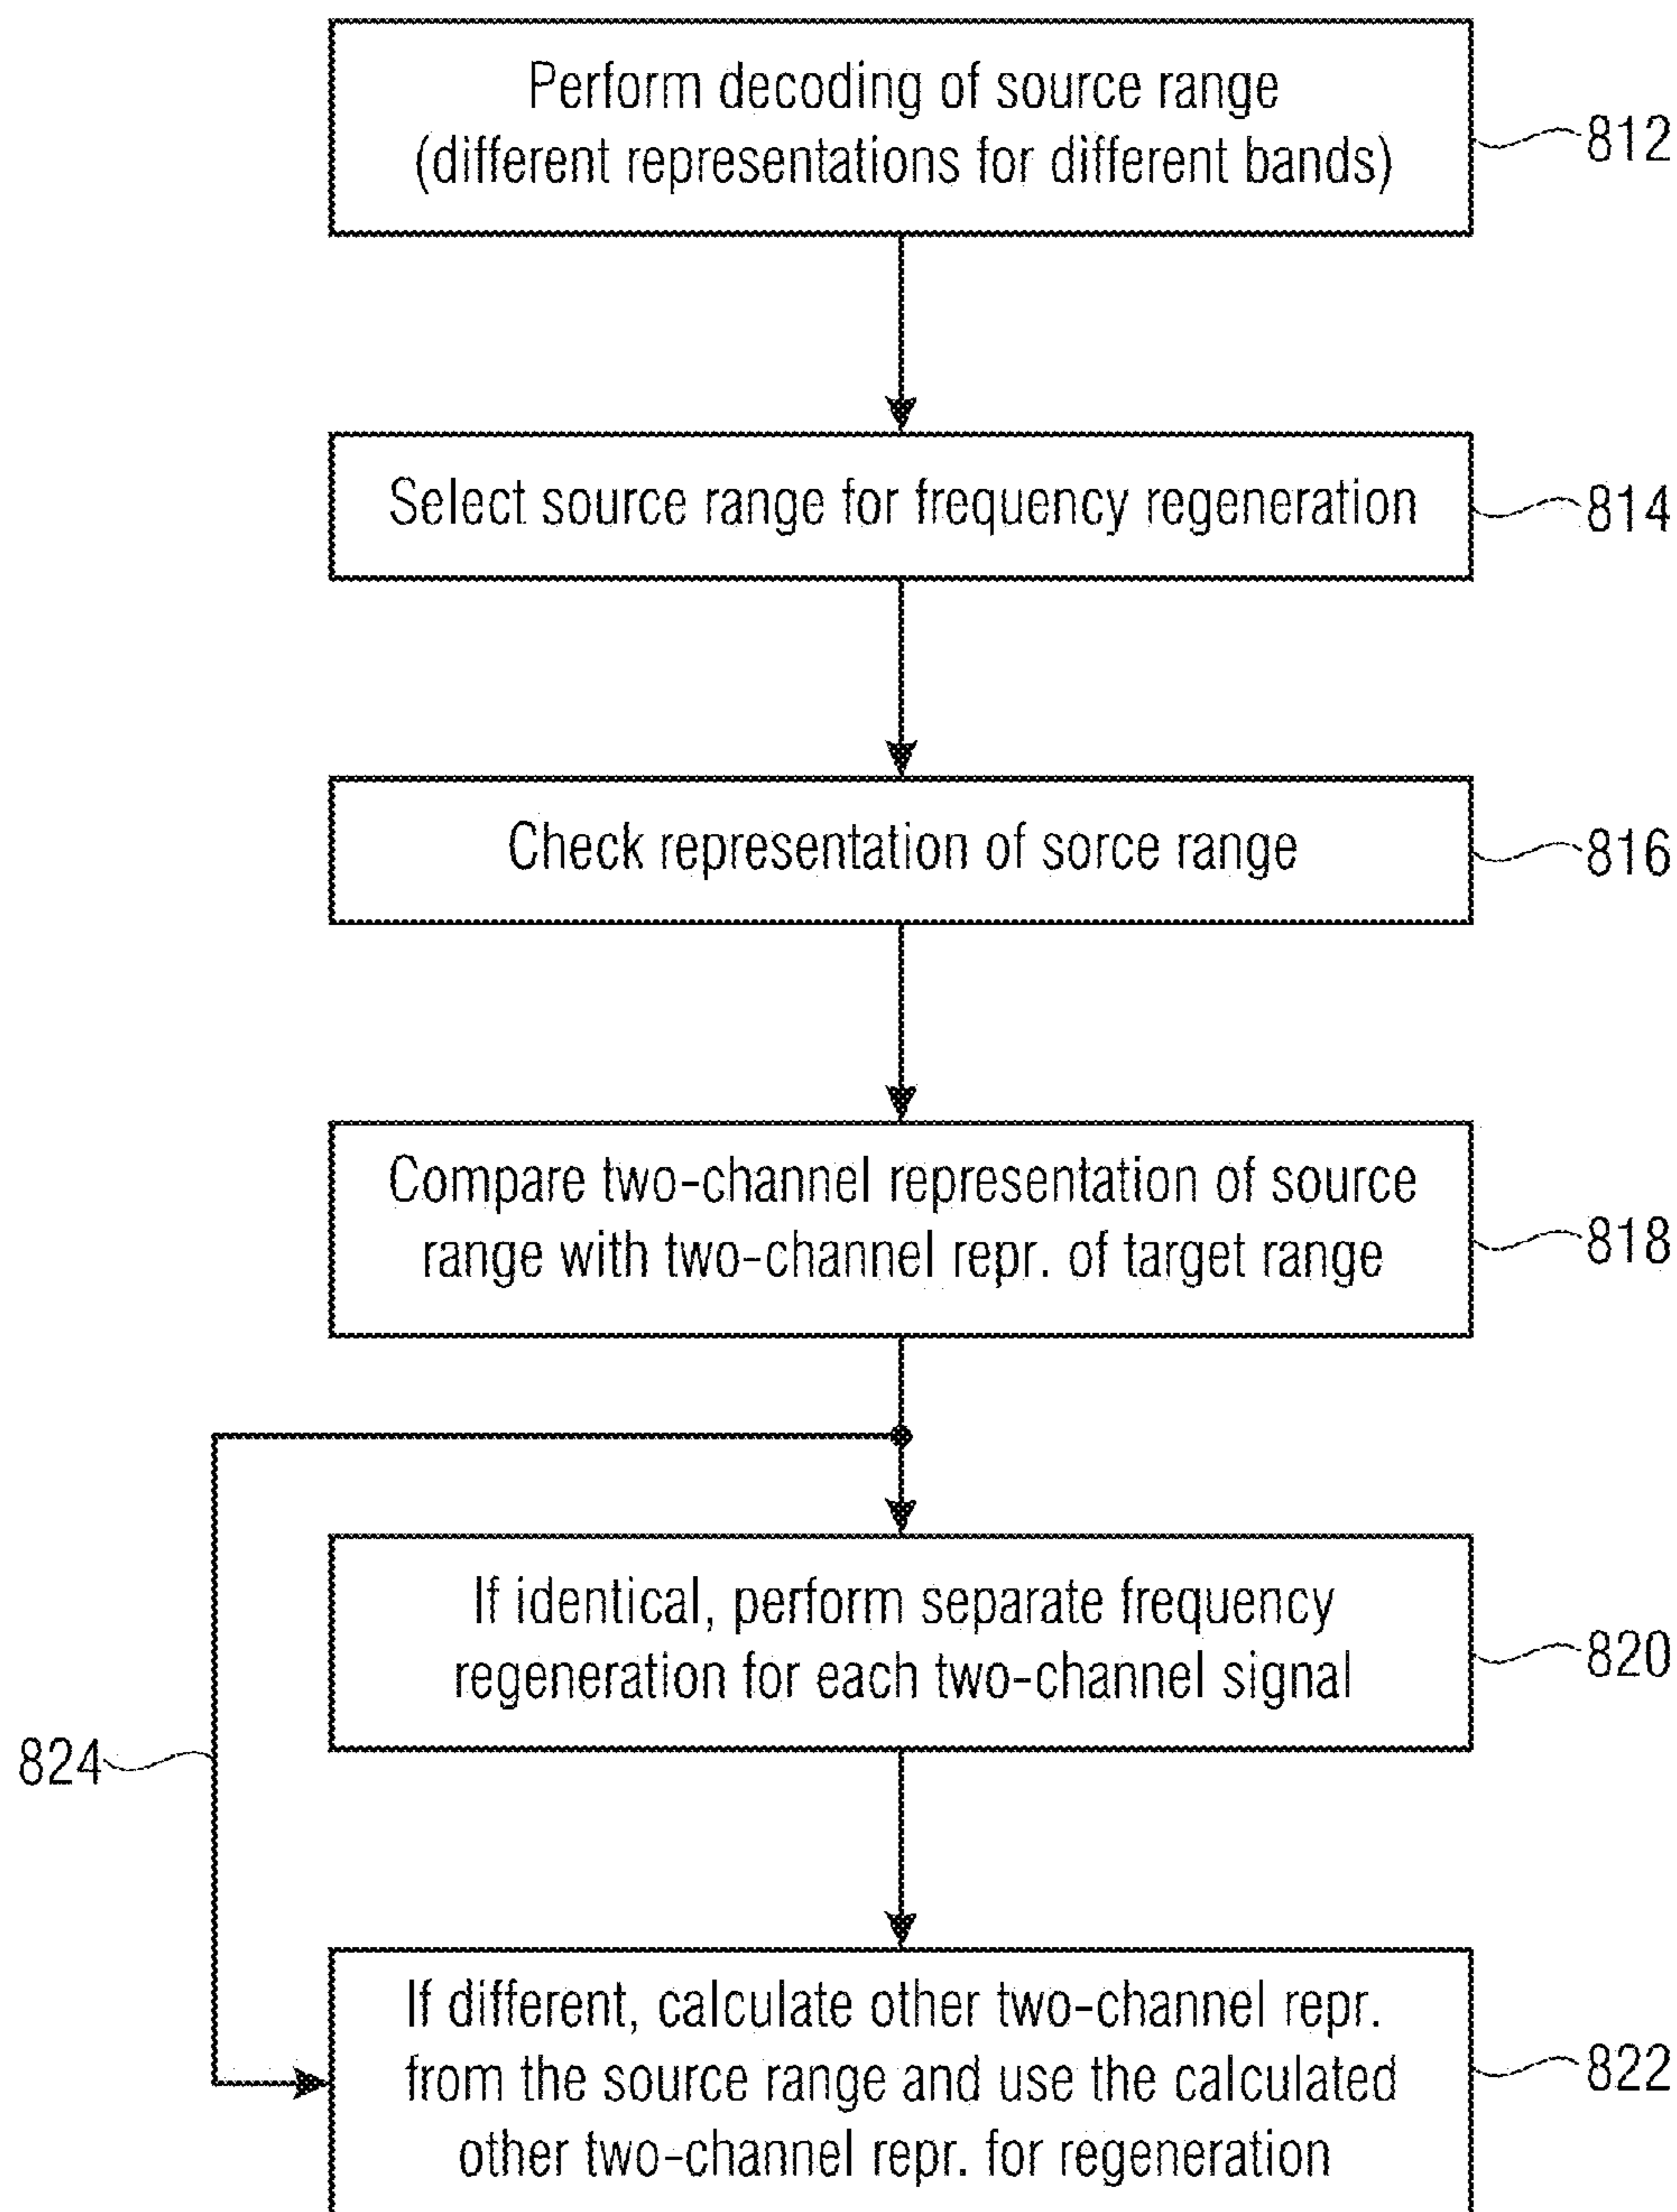 Perform decoding of source range
(different representations for different bands)
812
Select source range for frequency regeneration
814
Check representation of sorce range
816
Compare two-channel representation of source
range with two-channel repr. of target range
818
If identical, perform separate frequency
regeneration for each two-channel signal
820
824
If different, calculate other two-channel repr.
from the source range and use the calculated
other two-channel repr. for regeneration
822